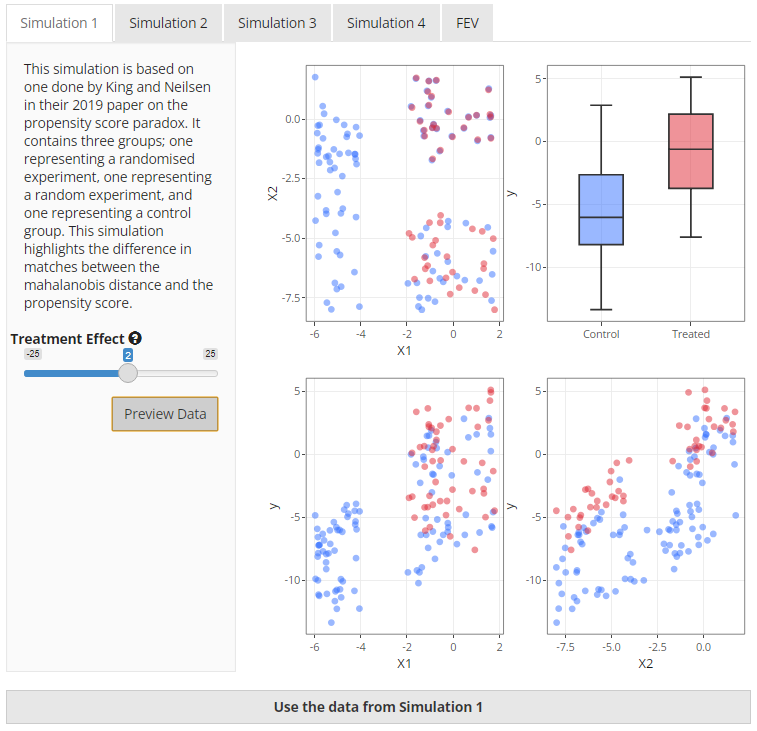 Simulation 1 Simulation 2 Simulation 3 Simulation 4 FEV
This simulation is based on
one done by King and Neilsen
in their 2019 paper on the
propensity score paradox. It
contains three groups; one
representing a randomised
experiment, one representing
a random experiment, and
one representing a control
group. This simulation
highlights the difference in
matches between the
mahalanobis distance and the
propensity score.
Treatment Effect ?
-25 2 25
Preview Data
0.0
-2.5
-5.0
-7.5
X2
-6 -4 -2 0 2
X1
5
0
-5
-10
y
Control Treated
5
0
-5
-10
y
-6 -4 -2 0 2
X1
5
0
-5
-10
y
-7.5 -5.0 -2.5 0.0
X2
Use the data from Simulation 1